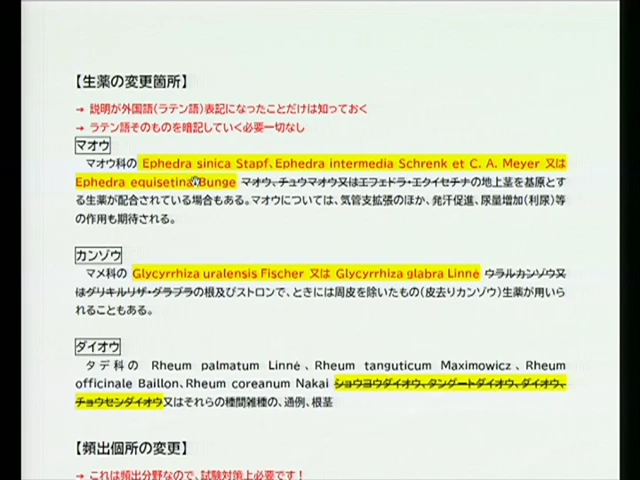 【生薬の変更箇所】
→ 説明が外国語(ラテン語)表記になったことだけは知っておく
→ ラテン語そのものを暗記していく必要一切なし
マオウ
マオウ科の Ephedra sinica Stapf、Ephedra intermedia Schrenk et C. A. Meyer 又は
Ephedra equisetina Bunge マオウ、チュウマオウ又はエフェドラ・エクイセチナの地上茎を基原とす
る生薬が配合されている場合もある。マオウについては、気管支拡張のほか、発汗促進、尿量増加(利尿)等
の作用も期待される。
カンゾウ
マメ科の Glycyrrhiza uralensis Fischer 又は Glycyrrhiza glabra Linné ウラルカンゾウ又
はグリキルリザ・グラブラの根及びストロンで、ときには周皮を除いたもの(皮去りカンゾウ)生薬が用いら
れることもある。
ダイオウ
タデ科の Rheum palmatum Linné、Rheum tanguticum Maximowicz、Rheum
officinale Baillon、Rheum coreanum Nakai ショウヨウダイオウ、タングートダイオウ、ダイオウ、
チョウセンダイオウ又はそれらの種間雑種の、通例、根茎
【頻出個所の変更】
→ これは頻出分野なので、試験対策上必要です!